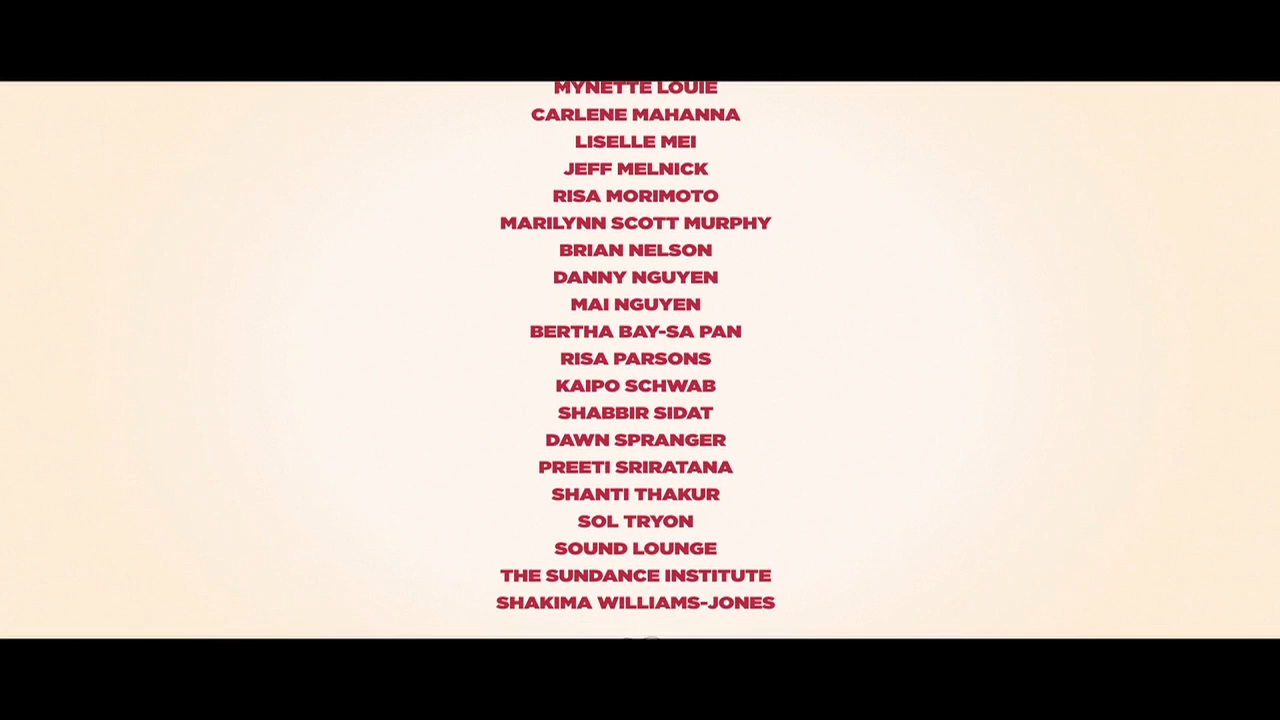 MYNETTE LOUIE
CARLENE MAHANNA
LISELLE MEI
JEFF MELNICK
RISA MORIMOTO
MARILYNN SCOTT MURPHY
BRIAN NELSON
DANNY NGUYEN
MAI NGUYEN
BERTHA BAY-SA PAN
RISA PARSONS
KAIPO SCHWAB
SHABBIR SIDAT
DAWN SPRANGER
PREETI SRIRATANA
SHANTI THAKUR
SOL TRYON
SOUND LOUNGE
THE SUNDANCE INSTITUTE
SHAKIMA WILLIAMS-JONES